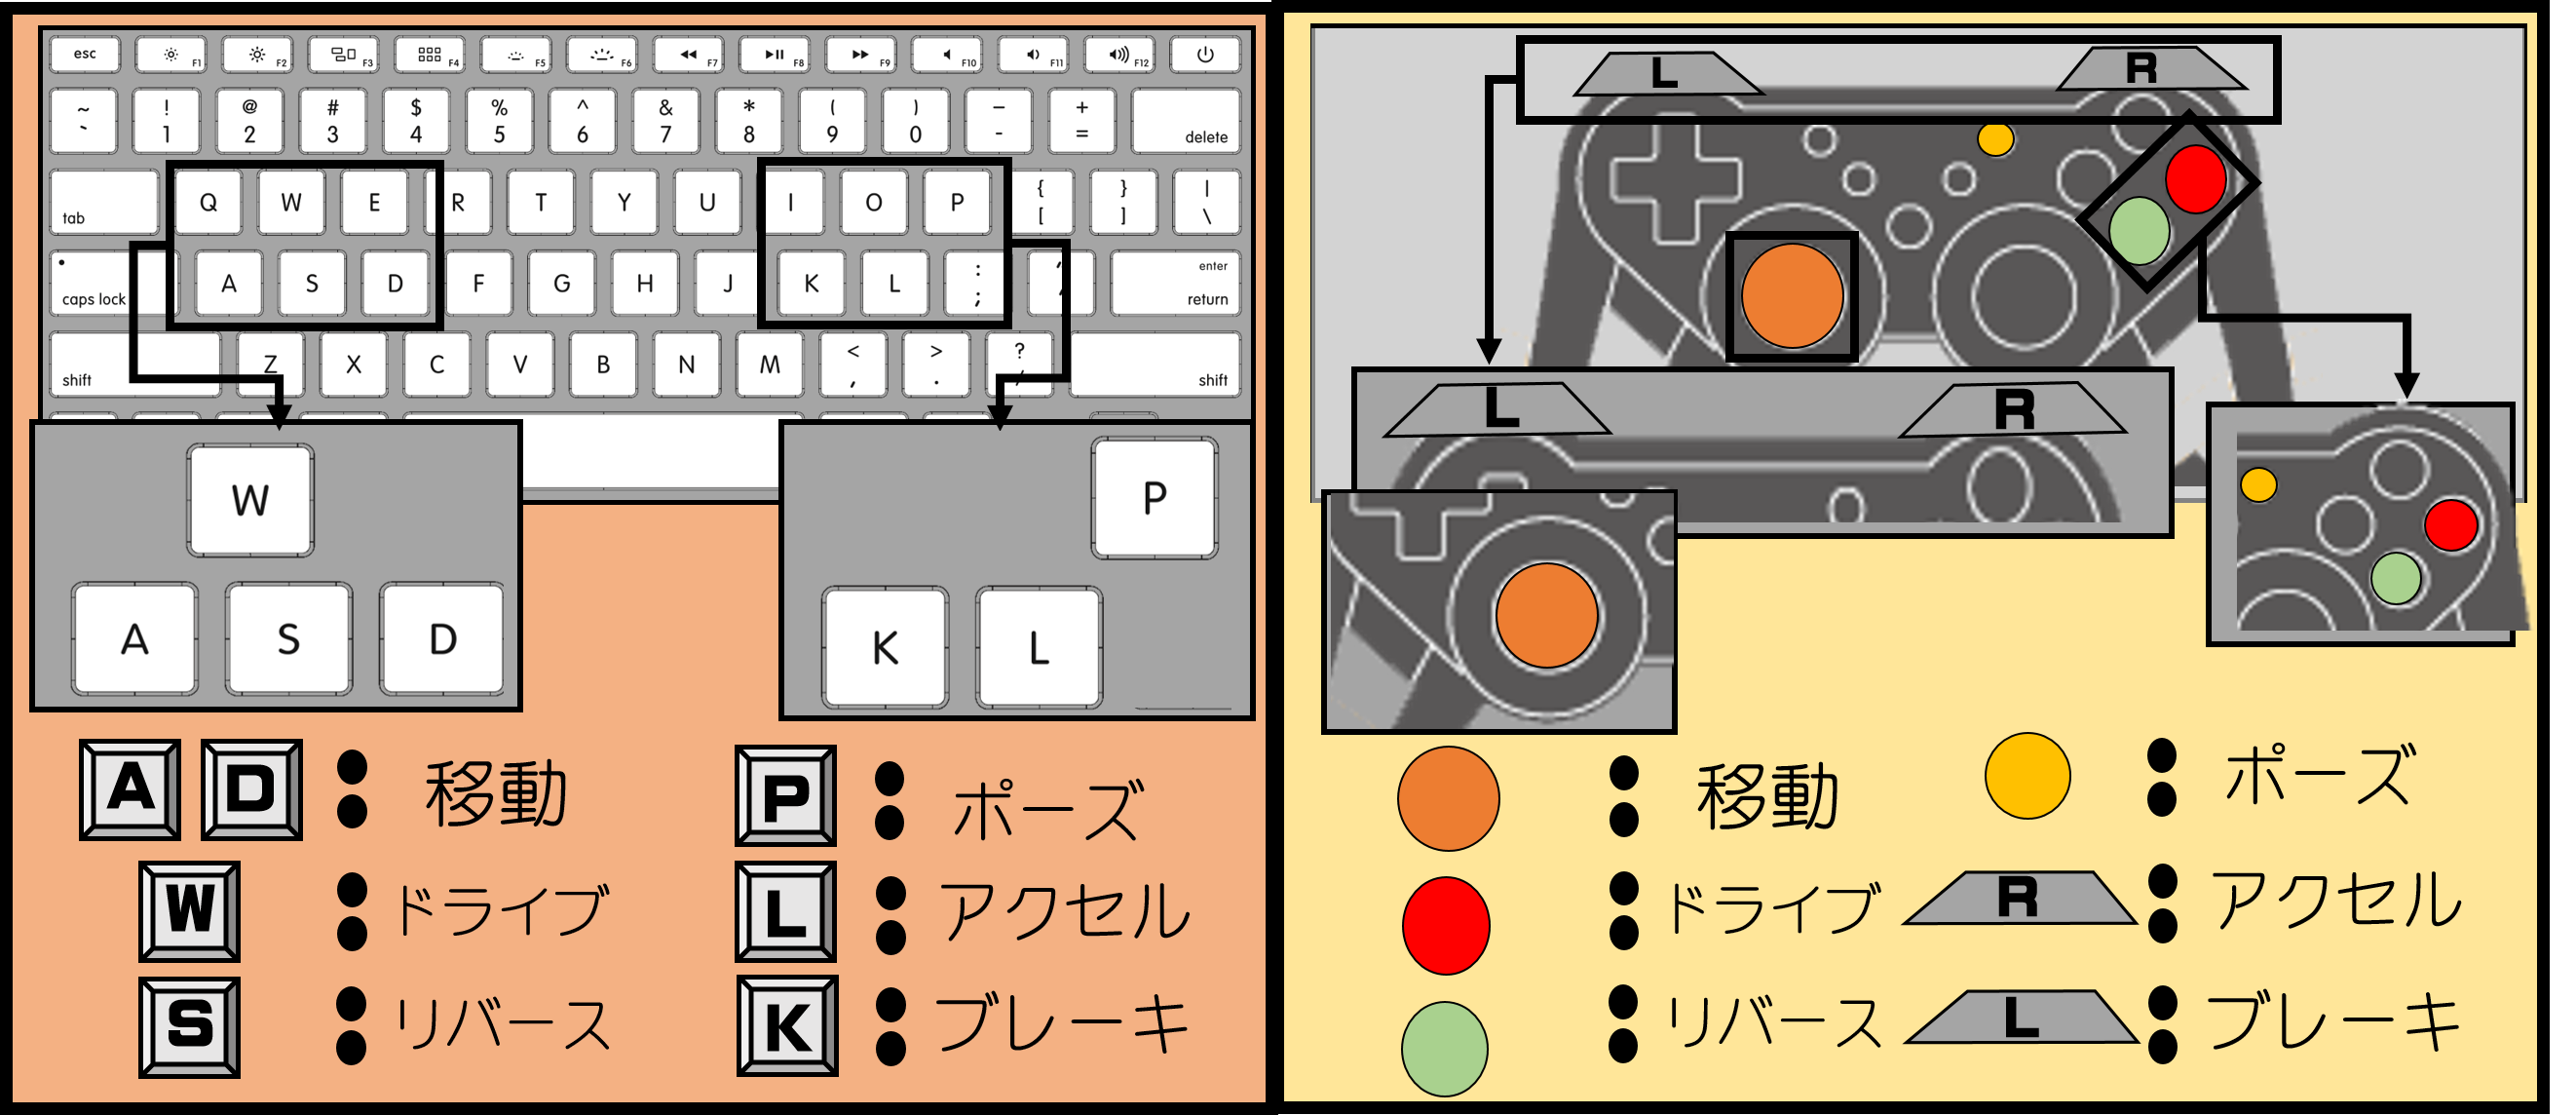 esc F1 F2 F3 F4 F5 F6 F7 F8 F9 F10 F11 F12
~ ! @ # $ % ^ & * ( ) – +
` 1 2 3 4 5 6 7 8 9 0 - = delete
tab Q W E R T Y U I O P { [ } ] | \
caps lock A S D F G H J K L : ; enter return
shift Z X C V B N M < , > . ? / shift
W
A S D
P
K L
A D : 移動
W : ドライブ
S : リバース
P : ポーズ
L : アクセル
K : ブレーキ
L R
L R
: 移動
: ドライブ
: リバース
: ポーズ
R : アクセル
L : ブレーキ